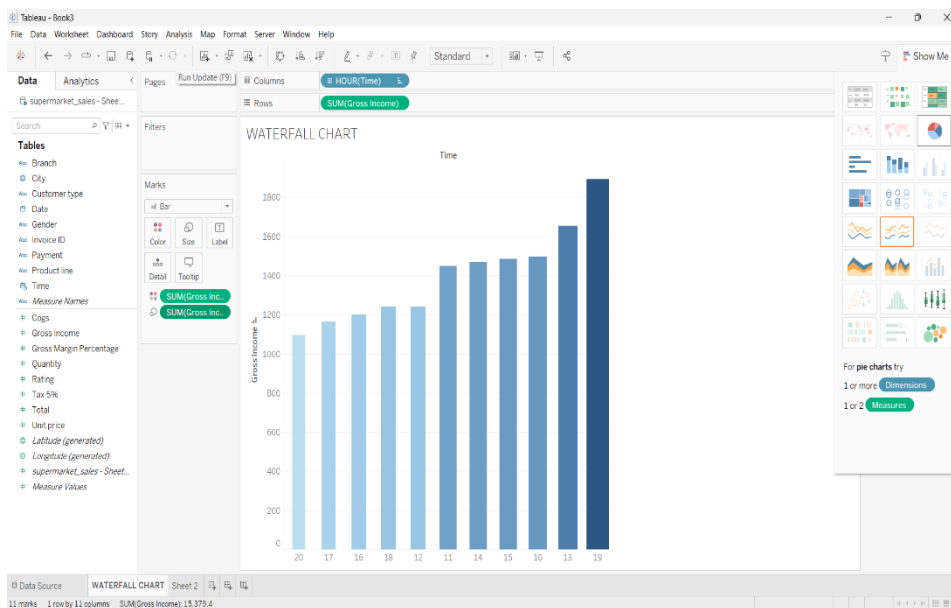 Tableau - Book3
File Data Worksheet Dashboard Story Analysis Map Format Server Window Help
Standard
Show Me
Data Analytics
Pages
Run Update (F9)
Columns
HOUR(Time)
supermarket_sales - Shee...
Rows
SUM(Gross Income)
Search
Filters
Tables
Abc Branch
City
Abc Customer type
Date
Abc Gender
Abc Invoice ID
Abc Payment
Abc Product line
Time
Abc Measure Names
# Cogs
# Gross Income
# Gross Margin Percentage
# Quantity
# Rating
# Tax 5%
# Total
# Unit price
Latitude (generated)
Longitude (generated)
# supermarket_sales - Sheet...
# Measure Values
Marks
Bar
Color Size Label
Detail Tooltip
SUM(Gross Inc..
SUM(Gross Inc..
WATERFALL CHART
Time
1800
1600
1400
1200
1000
800
600
400
200
0
Gross Income
20 17 16 18 12 11 14 15 10 13 19
For pie charts try
1 or more Dimensions
1 or 2 Measures
Data Source WATERFALL CHART Sheet 2
11 marks 1 row by 11 columns SUM(Gross Income): 15,379.4